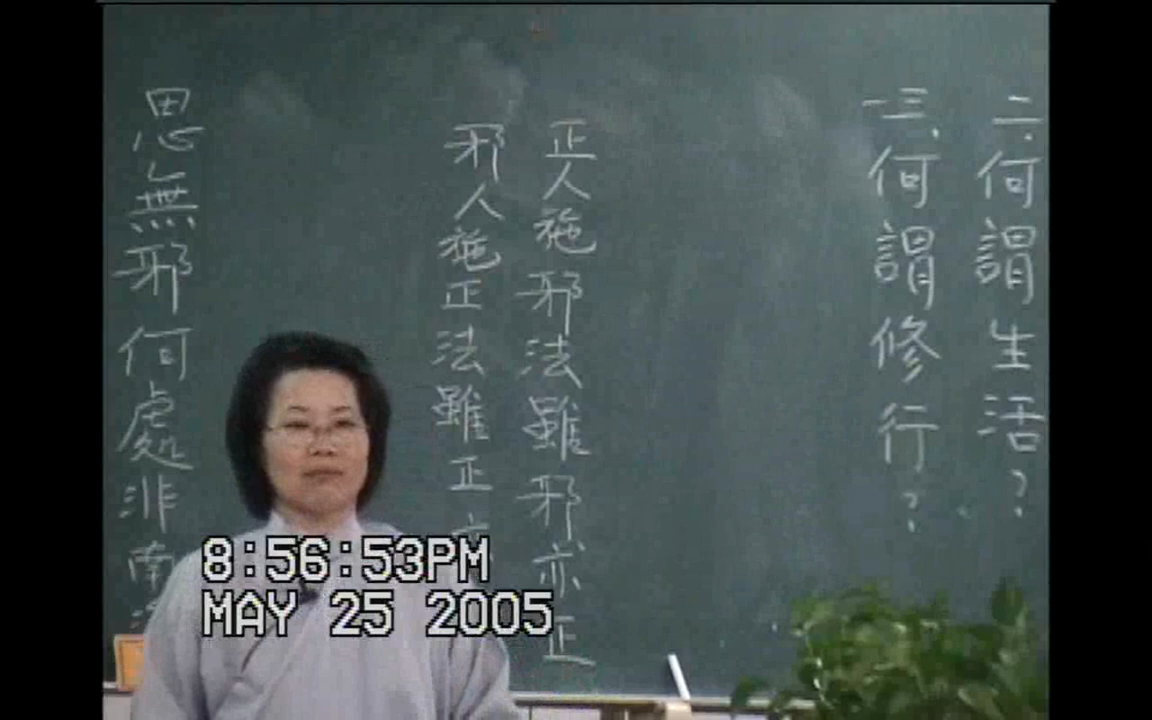 二.何謂生活?
三.何謂修行?
正人施邪法雖邪亦正
邪人施正法雖正亦
思無邪何處非南
8:56:53PM
MAY 25 2005